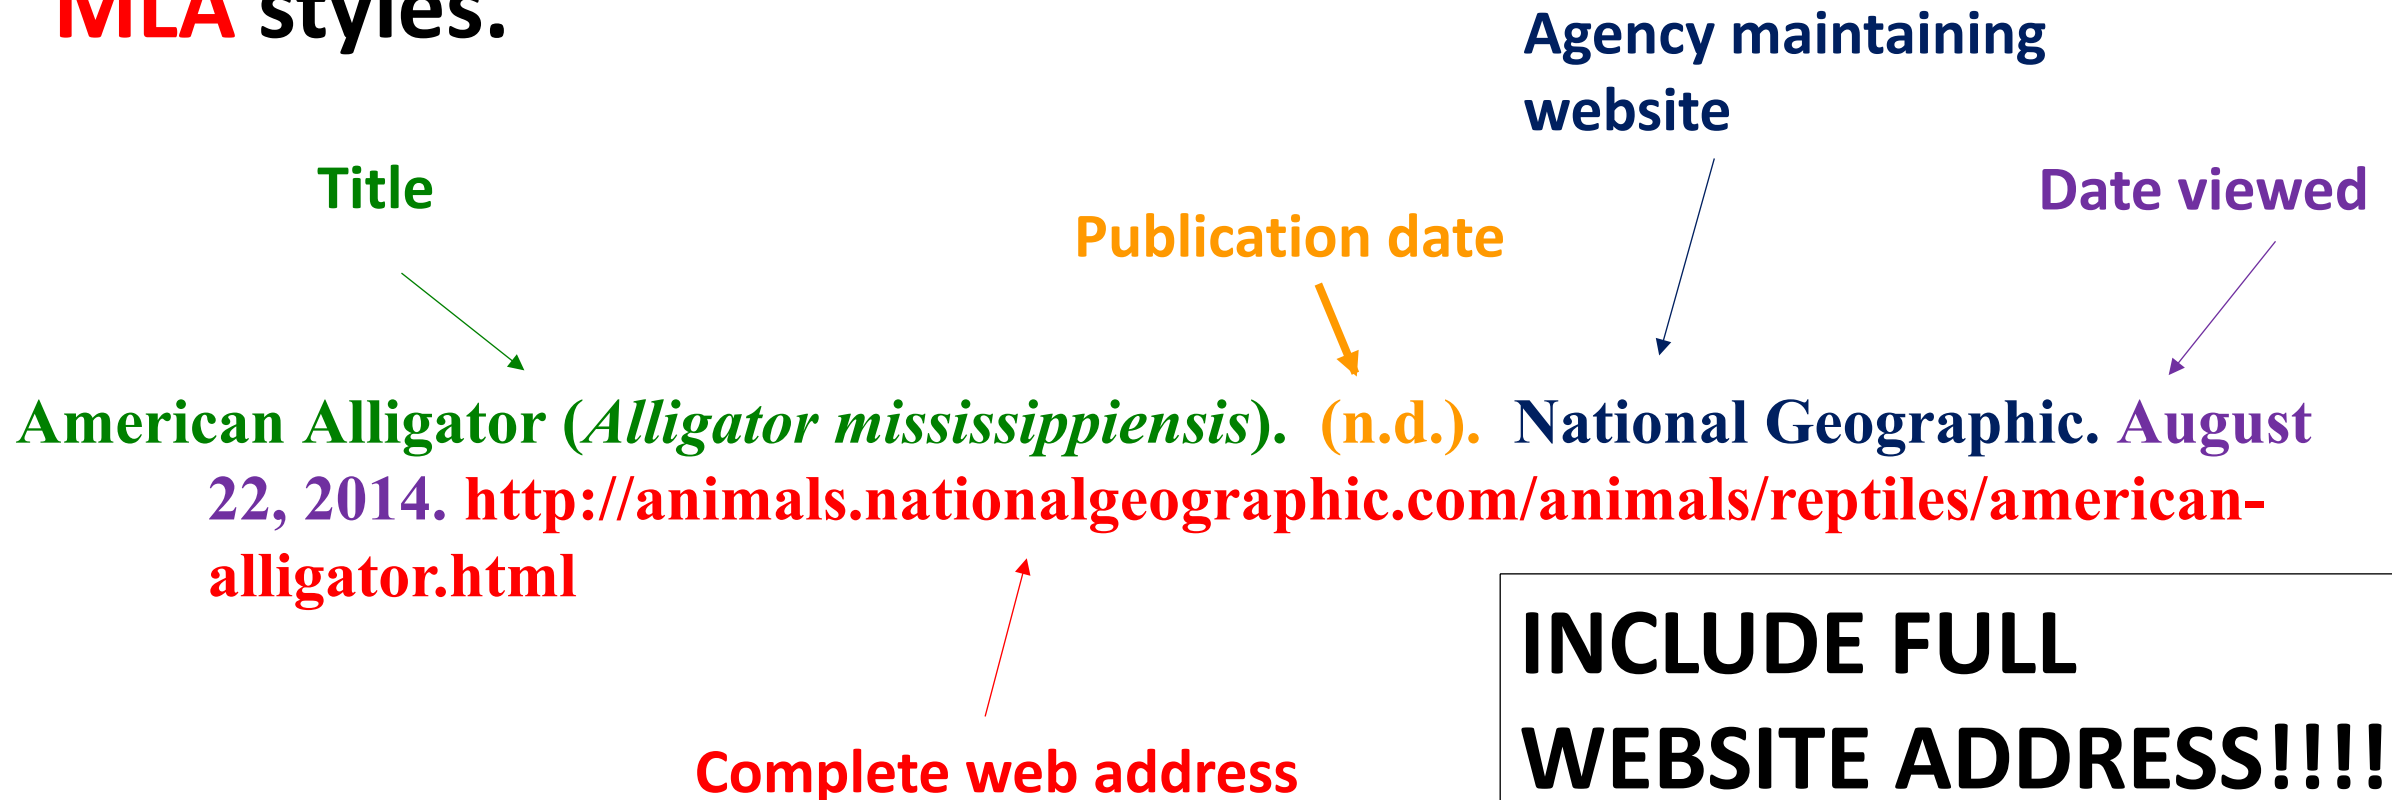 MLA styles.
Agency maintaining
website
Title
Date viewed
Publication date
American Alligator (Alligator mississippiensis). (n.d.). National Geographic. August
22, 2014. http://animals.nationalgeographic.com/animals/reptiles/american-
alligator.html
INCLUDE FULL
WEBSITE ADDRESS!!!!
Complete web address